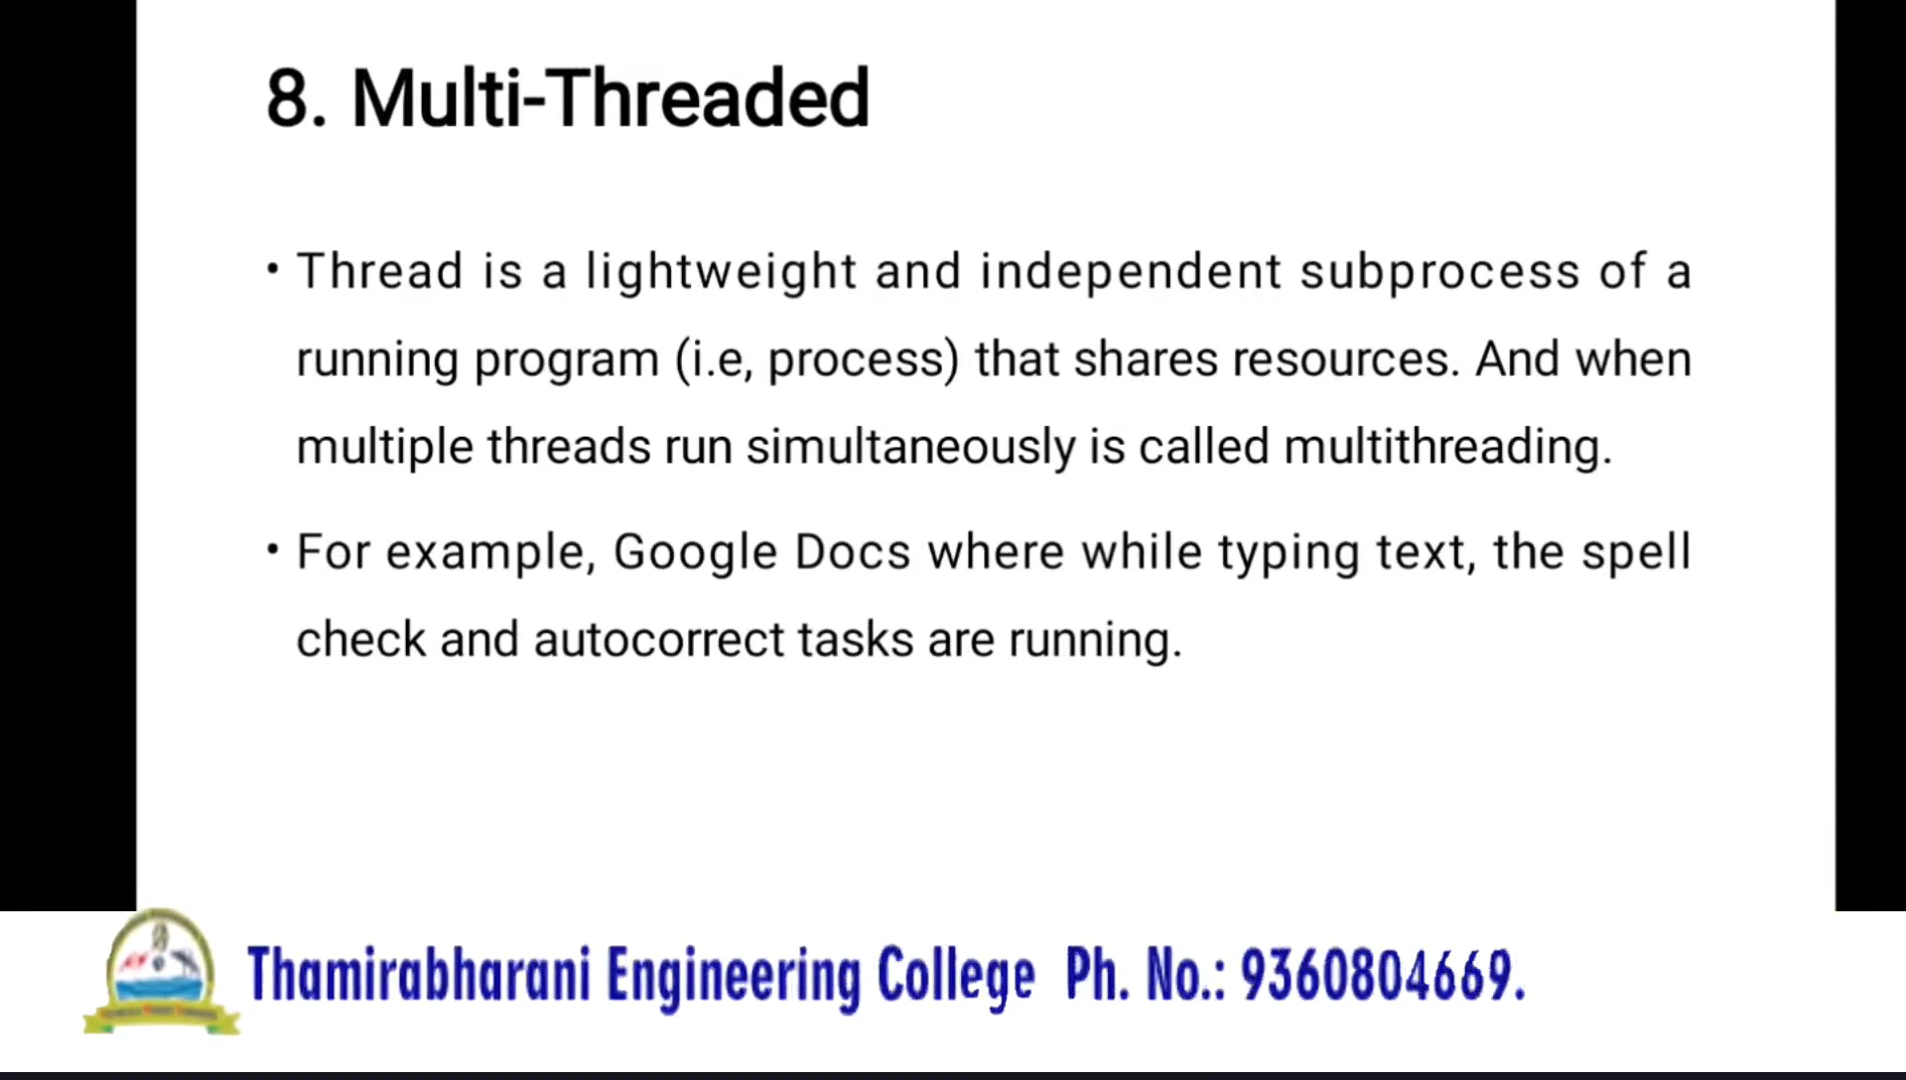 8. Multi-Threaded
• Thread is a lightweight and independent subprocess of a
running program (i.e, process) that shares resources. And when
multiple threads run simultaneously is called multithreading.
• For example, Google Docs where while typing text, the spell
check and autocorrect tasks are running.
Thamirabharani Engineering College Ph. No.: 9360804669.